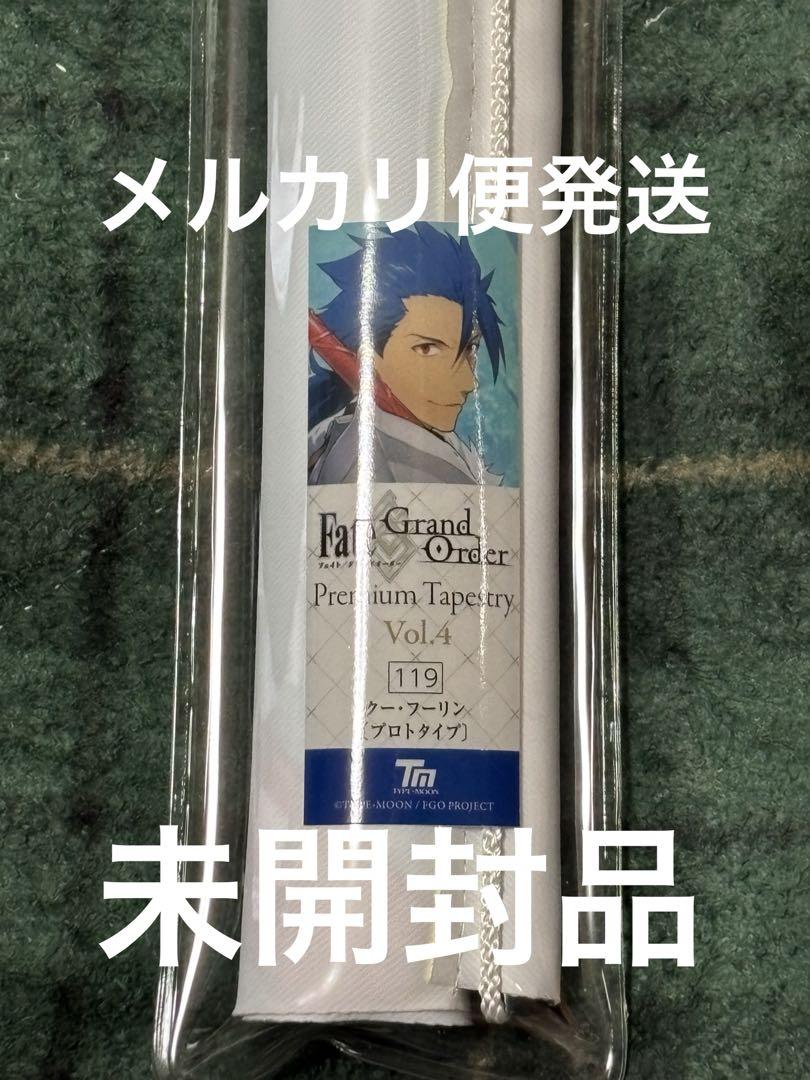 メルカリ便発送
Fate Grand
Order
フェイト/グランドオーダー
Premium Tapestry
Vol.4
119
クー・フーリン
〔プロトタイプ〕
TM
TYPE-MOON
©TYPE-MOON / FGO PROJECT
未開封品